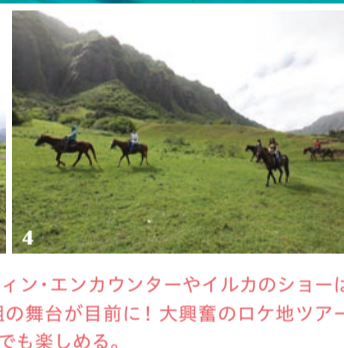 4
ィン・エンカウンターやイルカのショーは
組の舞台が目前に！大興奮のロケ地ツアー
でも楽しめる。